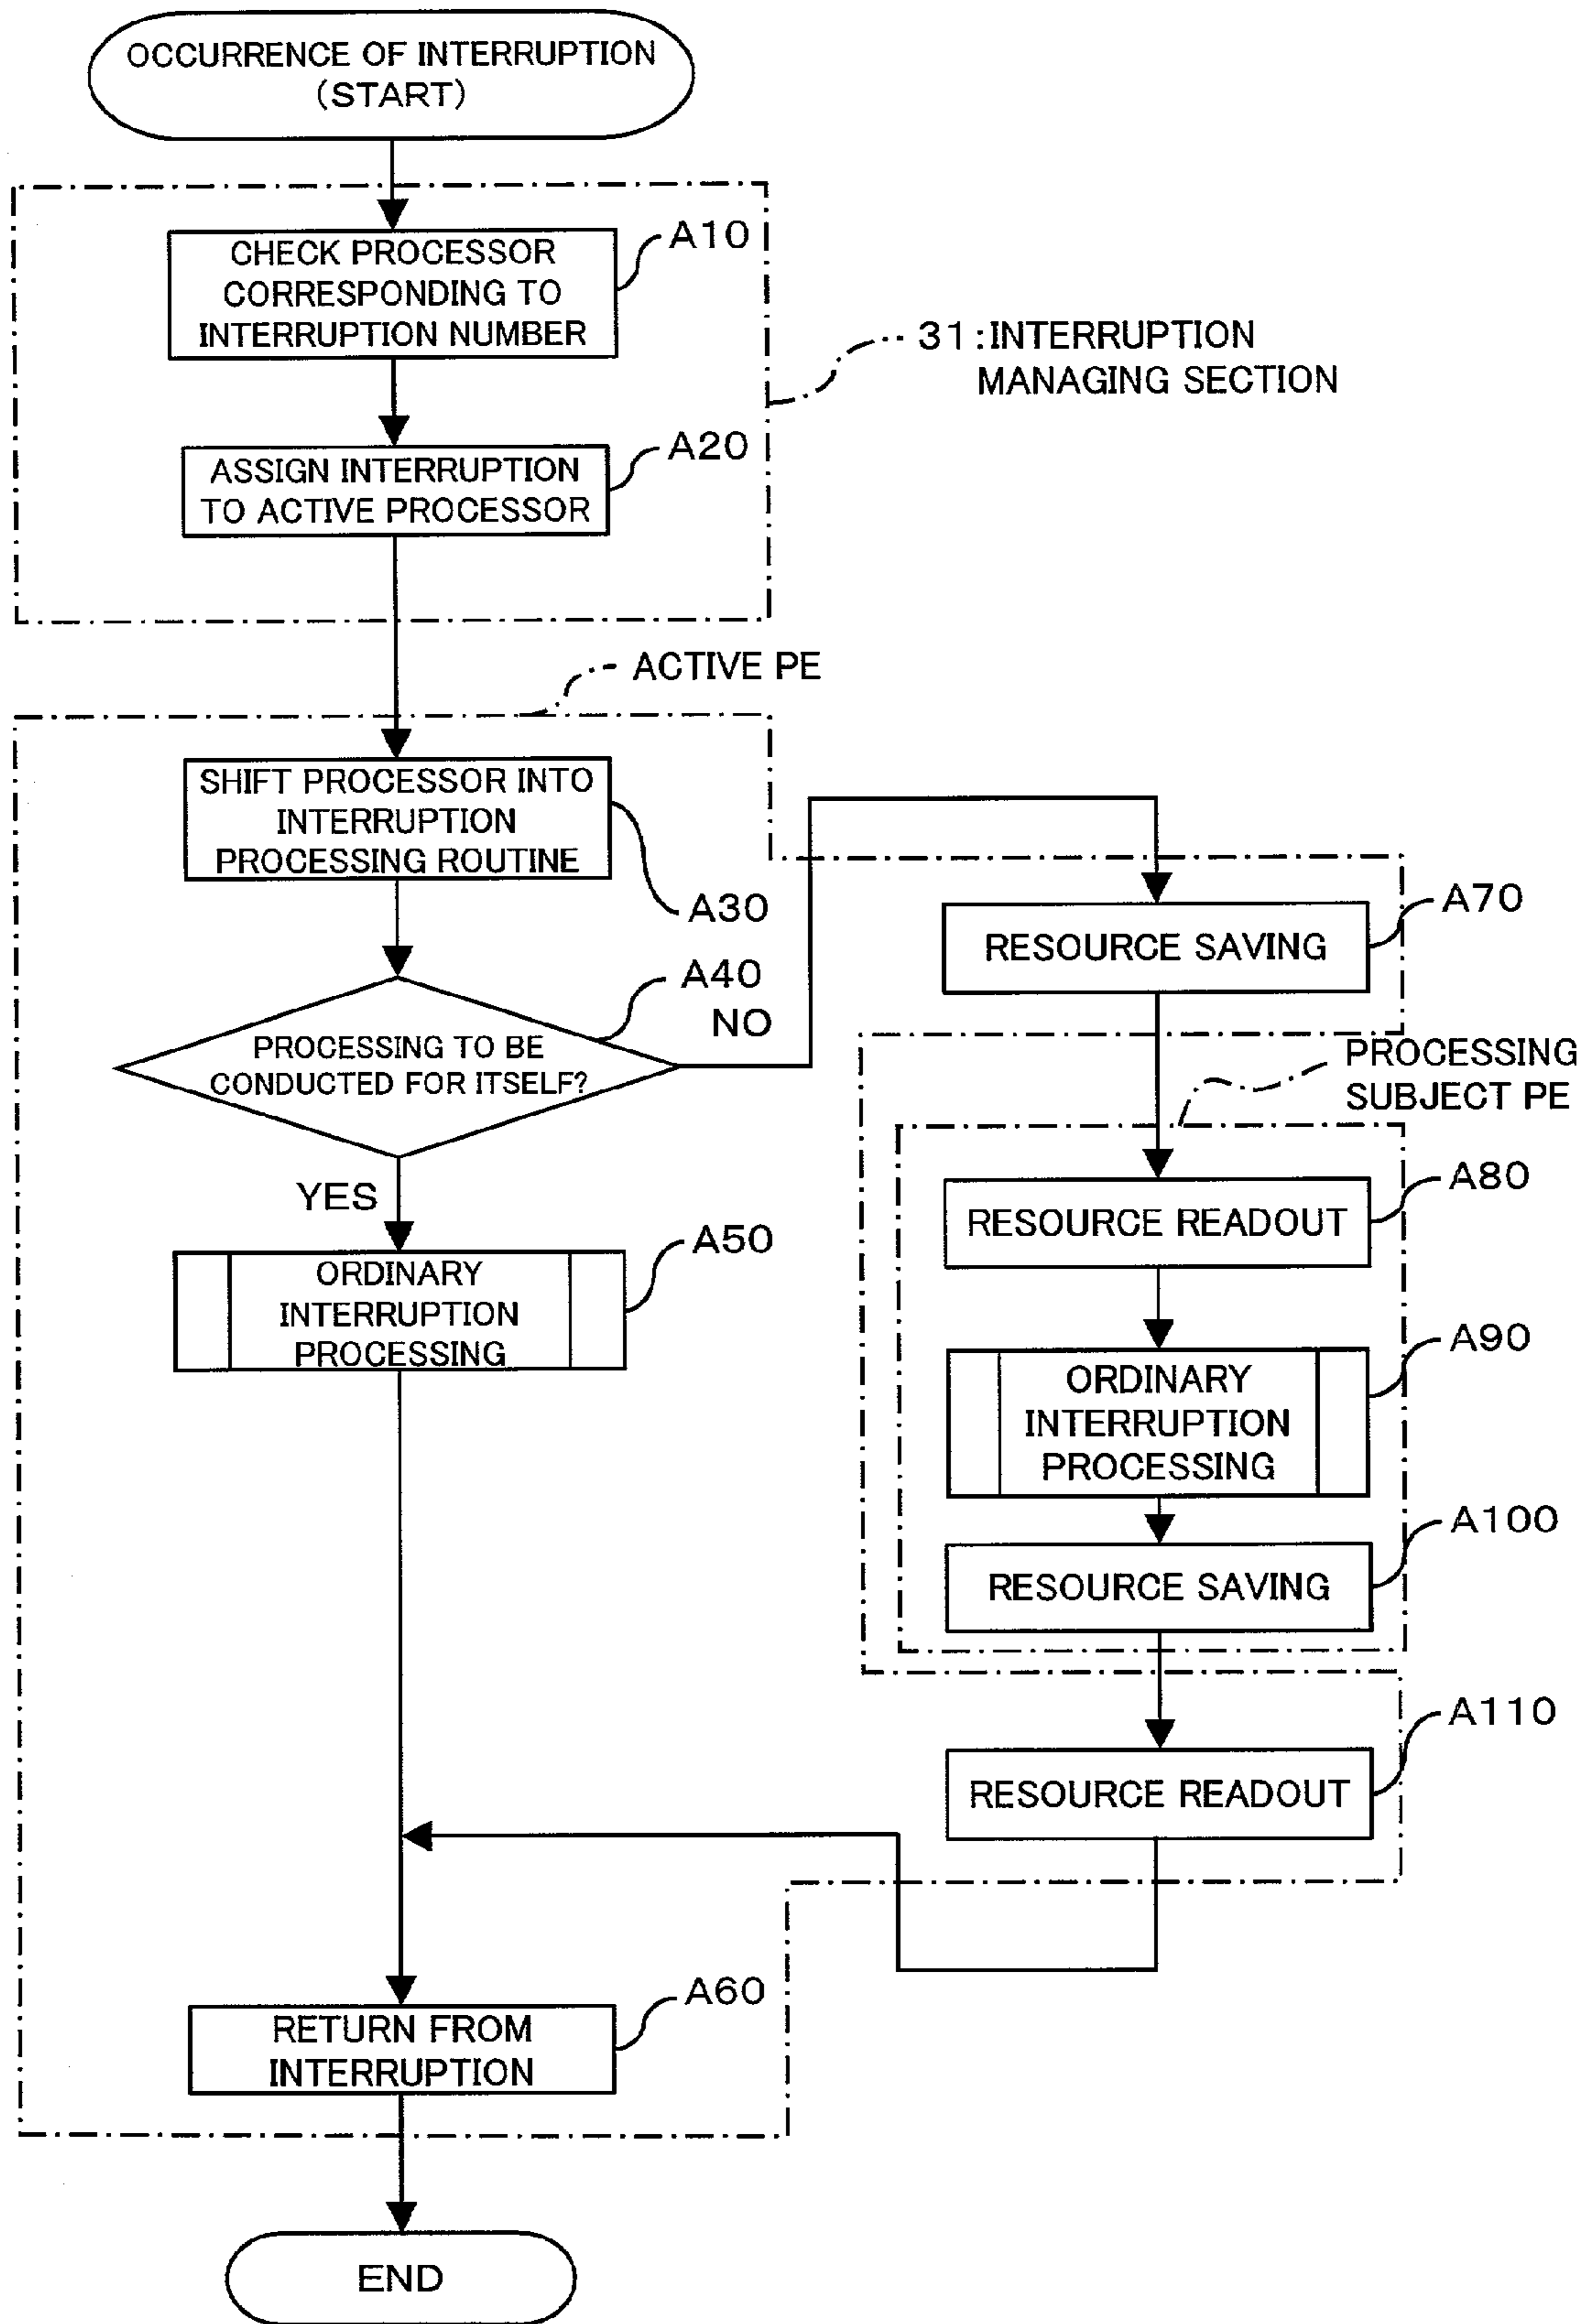 OCCURRENCE OF INTERRUPTION
(START)
CHECK PROCESSOR
CORRESPONDING TO
INTERRUPTION NUMBER
A10
31:INTERRUPTION
MANAGING SECTION
ASSIGN INTERRUPTION
TO ACTIVE PROCESSOR
A20
ACTIVE PE
SHIFT PROCESSOR INTO
INTERRUPTION
PROCESSING ROUTINE
A30
PROCESSING TO BE
CONDUCTED FOR ITSELF?
A40
NO
YES
ORDINARY
INTERRUPTION
PROCESSING
A50
RESOURCE SAVING
A70
PROCESSING
SUBJECT PE
RESOURCE READOUT
A80
ORDINARY
INTERRUPTION
PROCESSING
A90
RESOURCE SAVING
A100
RESOURCE READOUT
A110
RETURN FROM
INTERRUPTION
A60
END